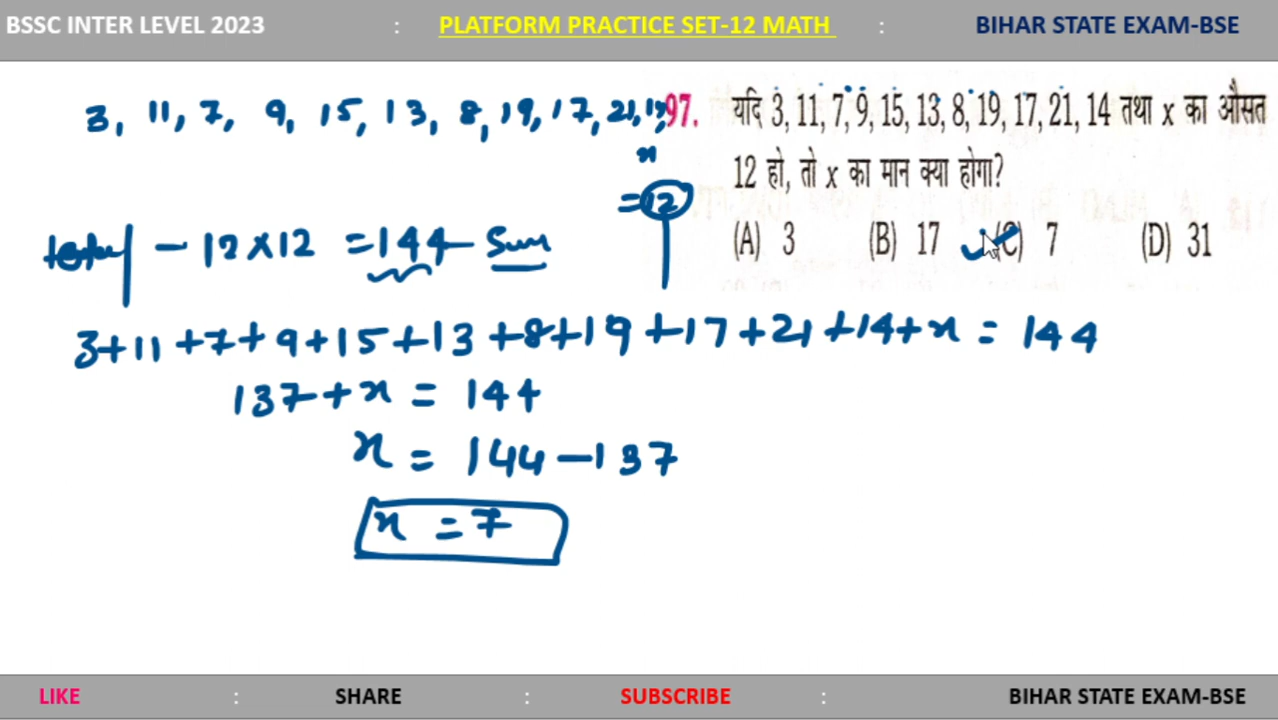 BSSC INTER LEVEL 2023 : PLATFORM PRACTICE SET-12 MATH : BIHAR STATE EXAM-BSE
3, 11, 7, 9, 15, 13, 8, 19, 17, 21,
x
= 12
97. यदि 3, 11, 7, 9, 15, 13, 8, 19, 17, 21, 14 तथा x का औसत
12 हो, तो x का मान क्या होगा?
(A) 3 (B) 17 (C) 7 (D) 31
total - 12×12 = 144 - Sum
3+11+7+9+15+13+8+19+17+21+14+x = 144
137+x = 144
x = 144-137
x = 7
LIKE : SHARE : SUBSCRIBE : BIHAR STATE EXAM-BSE